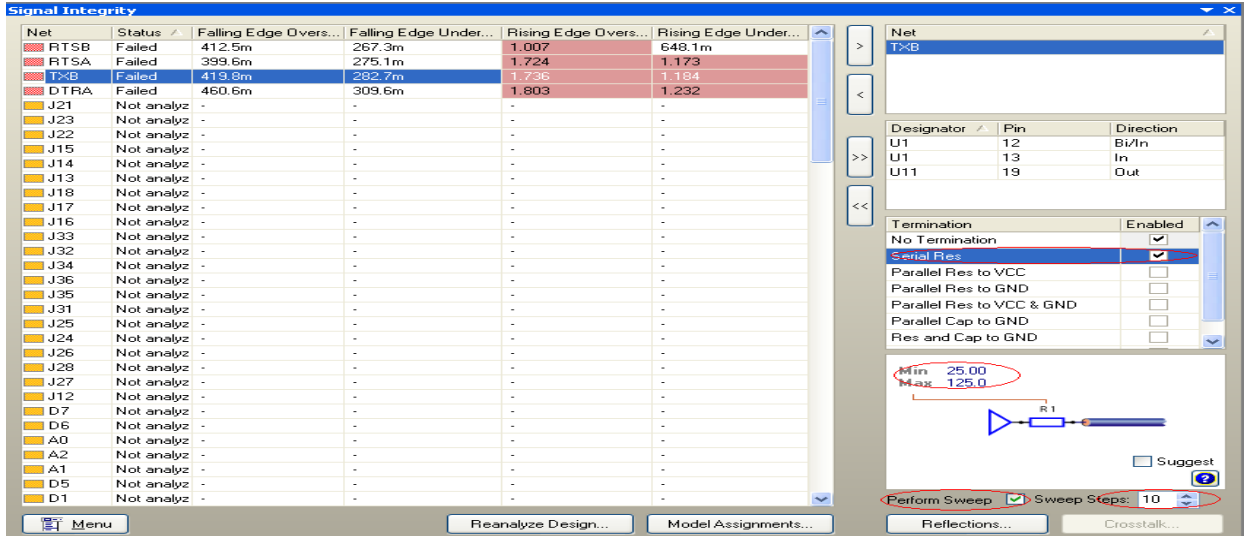 Signal Integrity
Net Status Falling Edge Overs... Falling Edge Under... Rising Edge Overs... Rising Edge Under...
RTSB Failed 412.5m 267.3m 1.007 648.1m
RTSA Failed 399.6m 275.1m 1.724 1.173
TXB Failed 419.8m 282.7m 1.736 1.184
DTRA Failed 460.6m 309.6m 1.803 1.232
J21 Not analyz - - - -
J23 Not analyz - - - -
J22 Not analyz - - - -
J15 Not analyz - - - -
J14 Not analyz - - - -
J13 Not analyz - - - -
J18 Not analyz - - - -
J17 Not analyz - - - -
J16 Not analyz - - - -
J33 Not analyz - - - -
J32 Not analyz - - - -
J34 Not analyz - - - -
J36 Not analyz - - - -
J35 Not analyz - - - -
J31 Not analyz - - - -
J25 Not analyz - - - -
J24 Not analyz - - - -
J26 Not analyz - - - -
J28 Not analyz - - - -
J27 Not analyz - - - -
J12 Not analyz - - - -
D7 Not analyz - - - -
D6 Not analyz - - - -
A0 Not analyz - - - -
A2 Not analyz - - - -
A1 Not analyz - - - -
D5 Not analyz - - - -
D1 Not analyz - - - -
Menu Reanalyze Design... Model Assignments...
>
<
>>
<<
Net
TXB
Designator Pin Direction
U1 12 Bi/In
U1 13 In
U11 19 Out
Termination Enabled
No Termination
Serial Res
Parallel Res to VCC
Parallel Res to GND
Parallel Res to VCC & GND
Parallel Cap to GND
Res and Cap to GND
Min 25.00
Max 125.0
R1
Suggest
?
Perform Sweep Sweep Steps: 10
Reflections... Crosstalk...